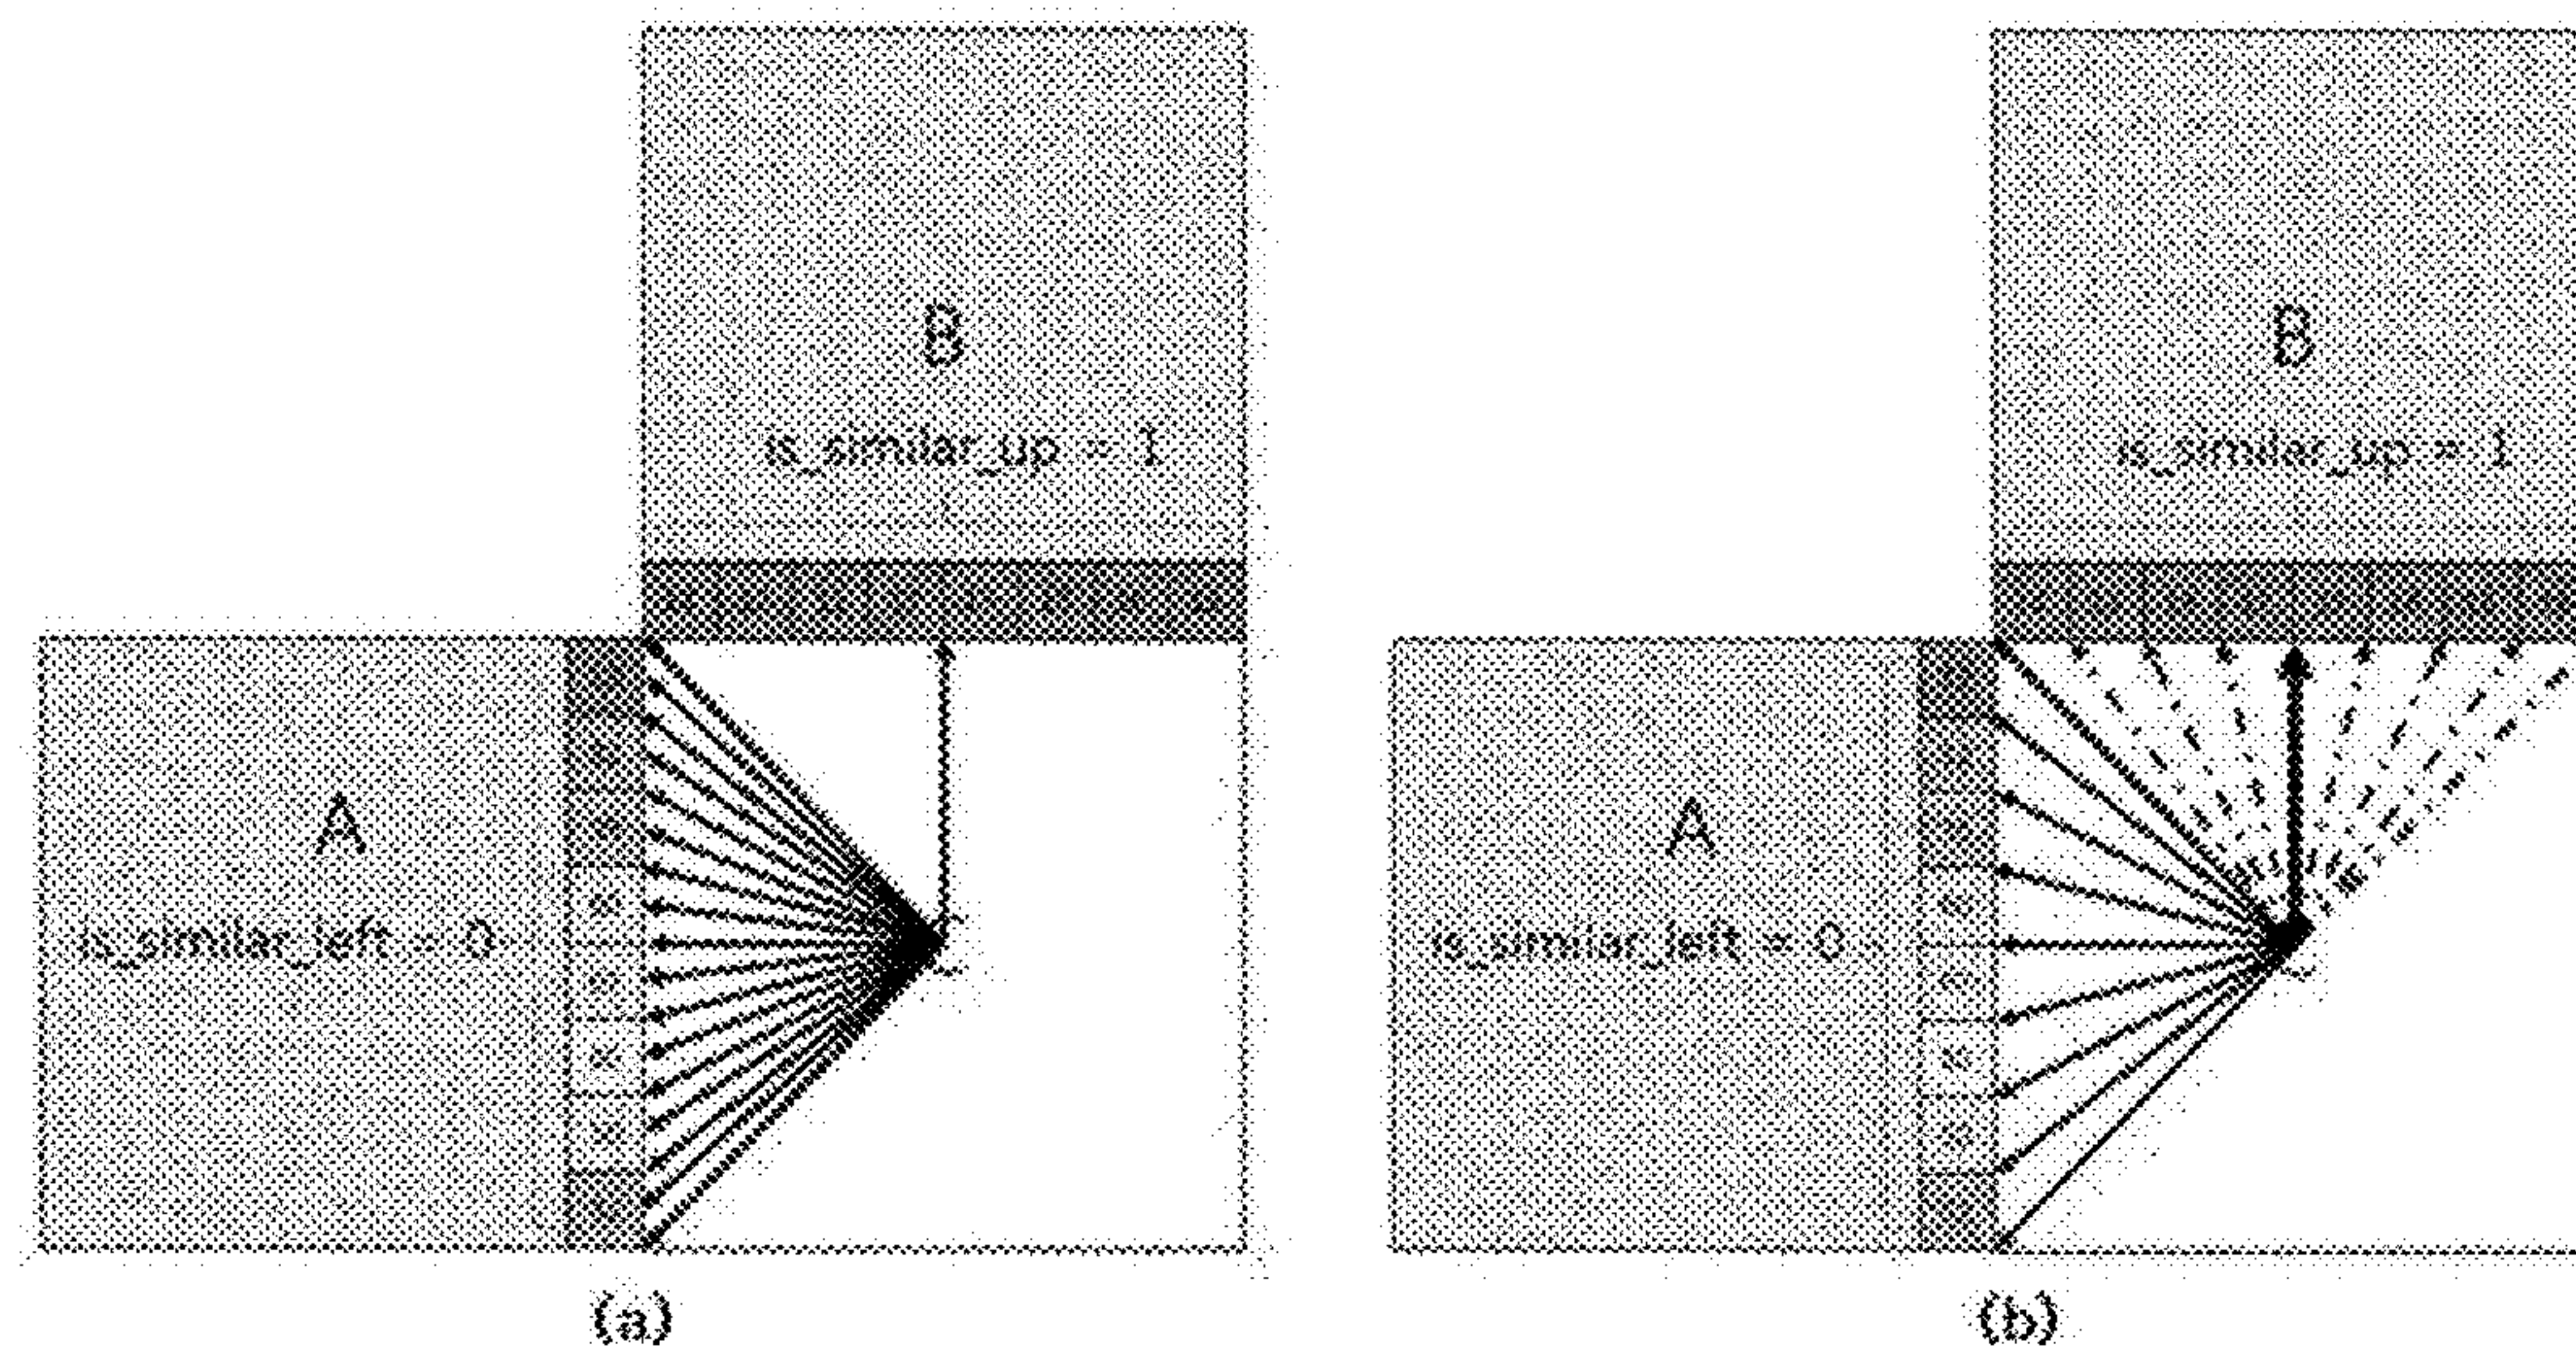 B
is_similar_up = 1
A
is_similar_left = 0
(a)
B
is_similar_up = 1
A
is_similar_left = 0
(b)